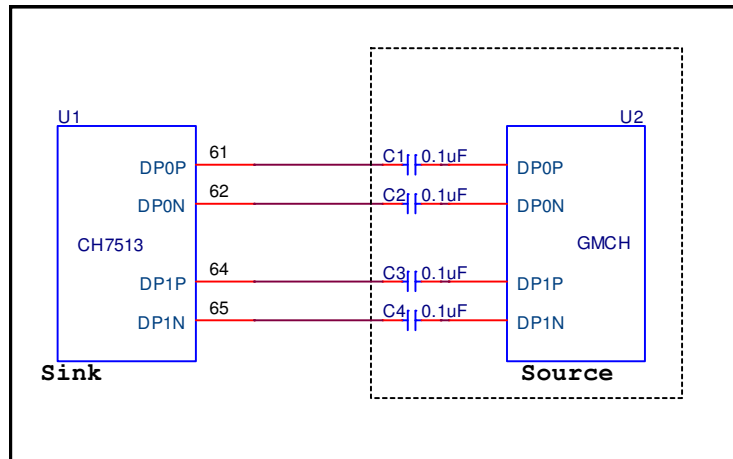 U1
U2
61
C1 0.1uF
DP0P
DP0P
62
C2 0.1uF
DP0N
DP0N
CH7513
GMCH
64
C3 0.1uF
DP1P
DP1P
65
C4 0.1uF
DP1N
DP1N
Sink
Source